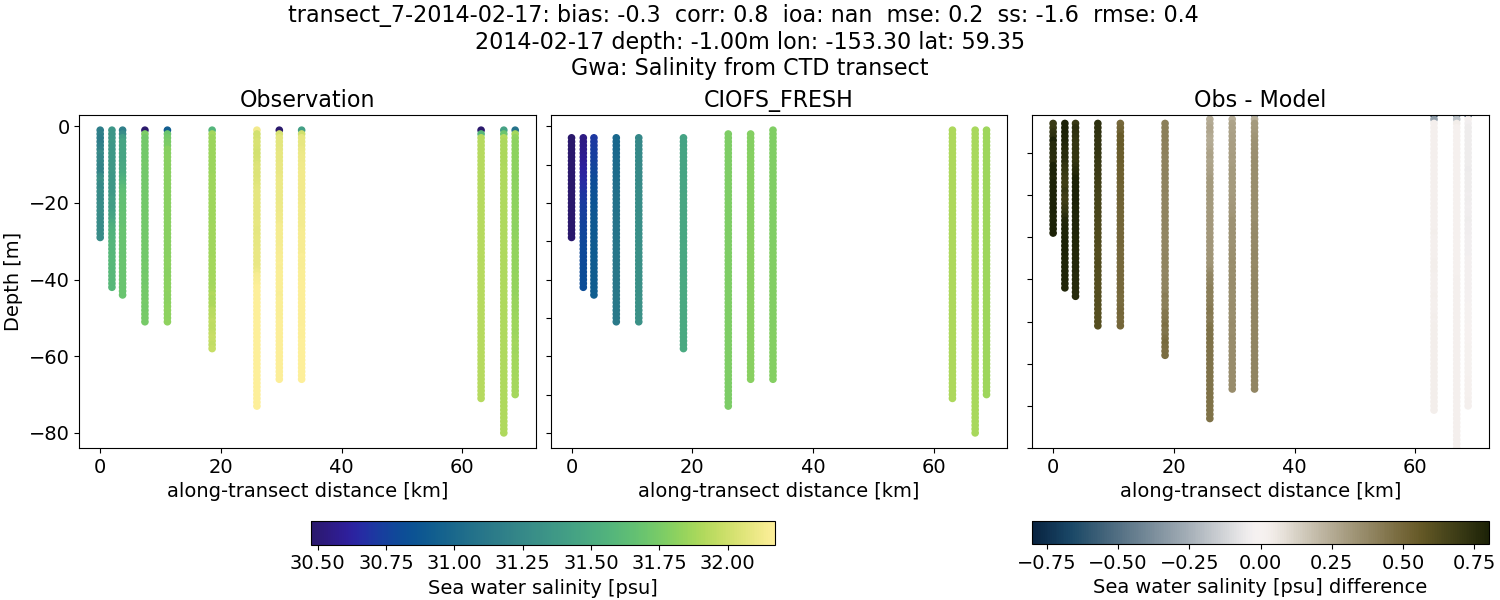 transect_7-2014-02-17: bias: -0.3  corr: 0.8  ioa: nan  mse: 0.2  ss: -1.6  rmse: 0.4
2014-02-17 depth: -1.00m lon: -153.30 lat: 59.35
Gwa: Salinity from CTD transect
Observation
CIOFS_FRESH
Obs - Model
Depth [m]
0
−20
−40
−60
−80
0 20 40 60
0 20 40 60
0 20 40 60
along-transect distance [km]
along-transect distance [km]
along-transect distance [km]
30.50 30.75 31.00 31.25 31.50 31.75 32.00
Sea water salinity [psu]
−0.75 −0.50 −0.25 0.00 0.25 0.50 0.75
Sea water salinity [psu] difference